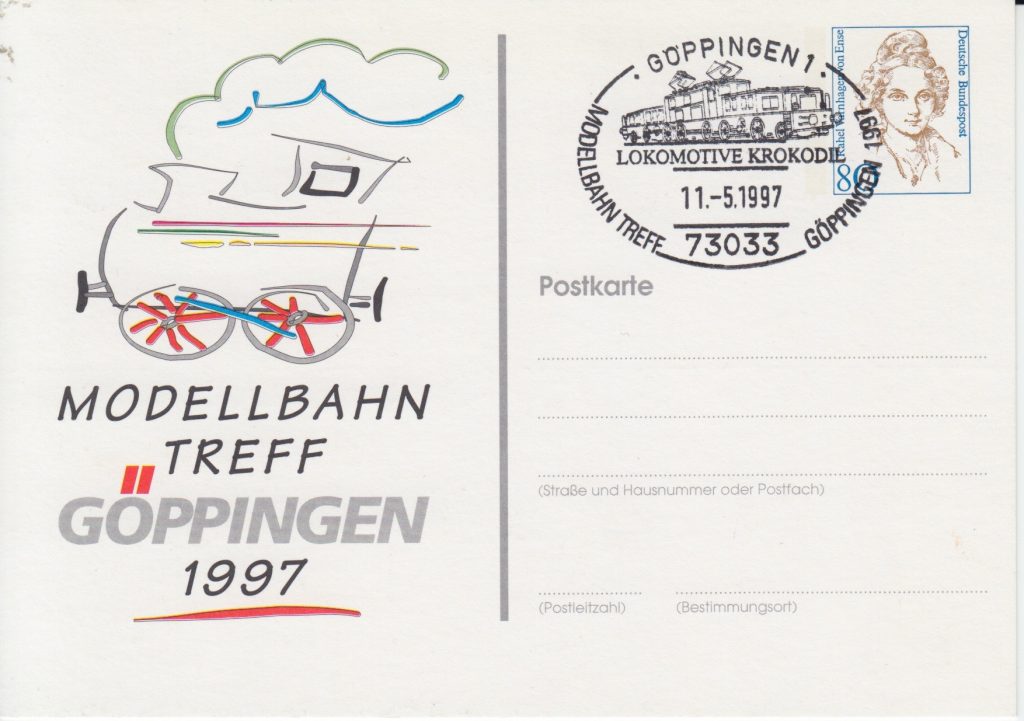 MODELLBAHN
TREFF
GÖPPINGEN
1997
· GÖPPINGEN 1 ·
LOKOMOTIVE KROKODIL
11.-5.1997
73033
MODELLBAHN TREFF
GÖPPINGEN 1997
Rahel Varnhagen von Ense
Deutsche Bundespost
80
Postkarte
(Straße und Hausnummer oder Postfach)
(Postleitzahl) (Bestimmungsort)